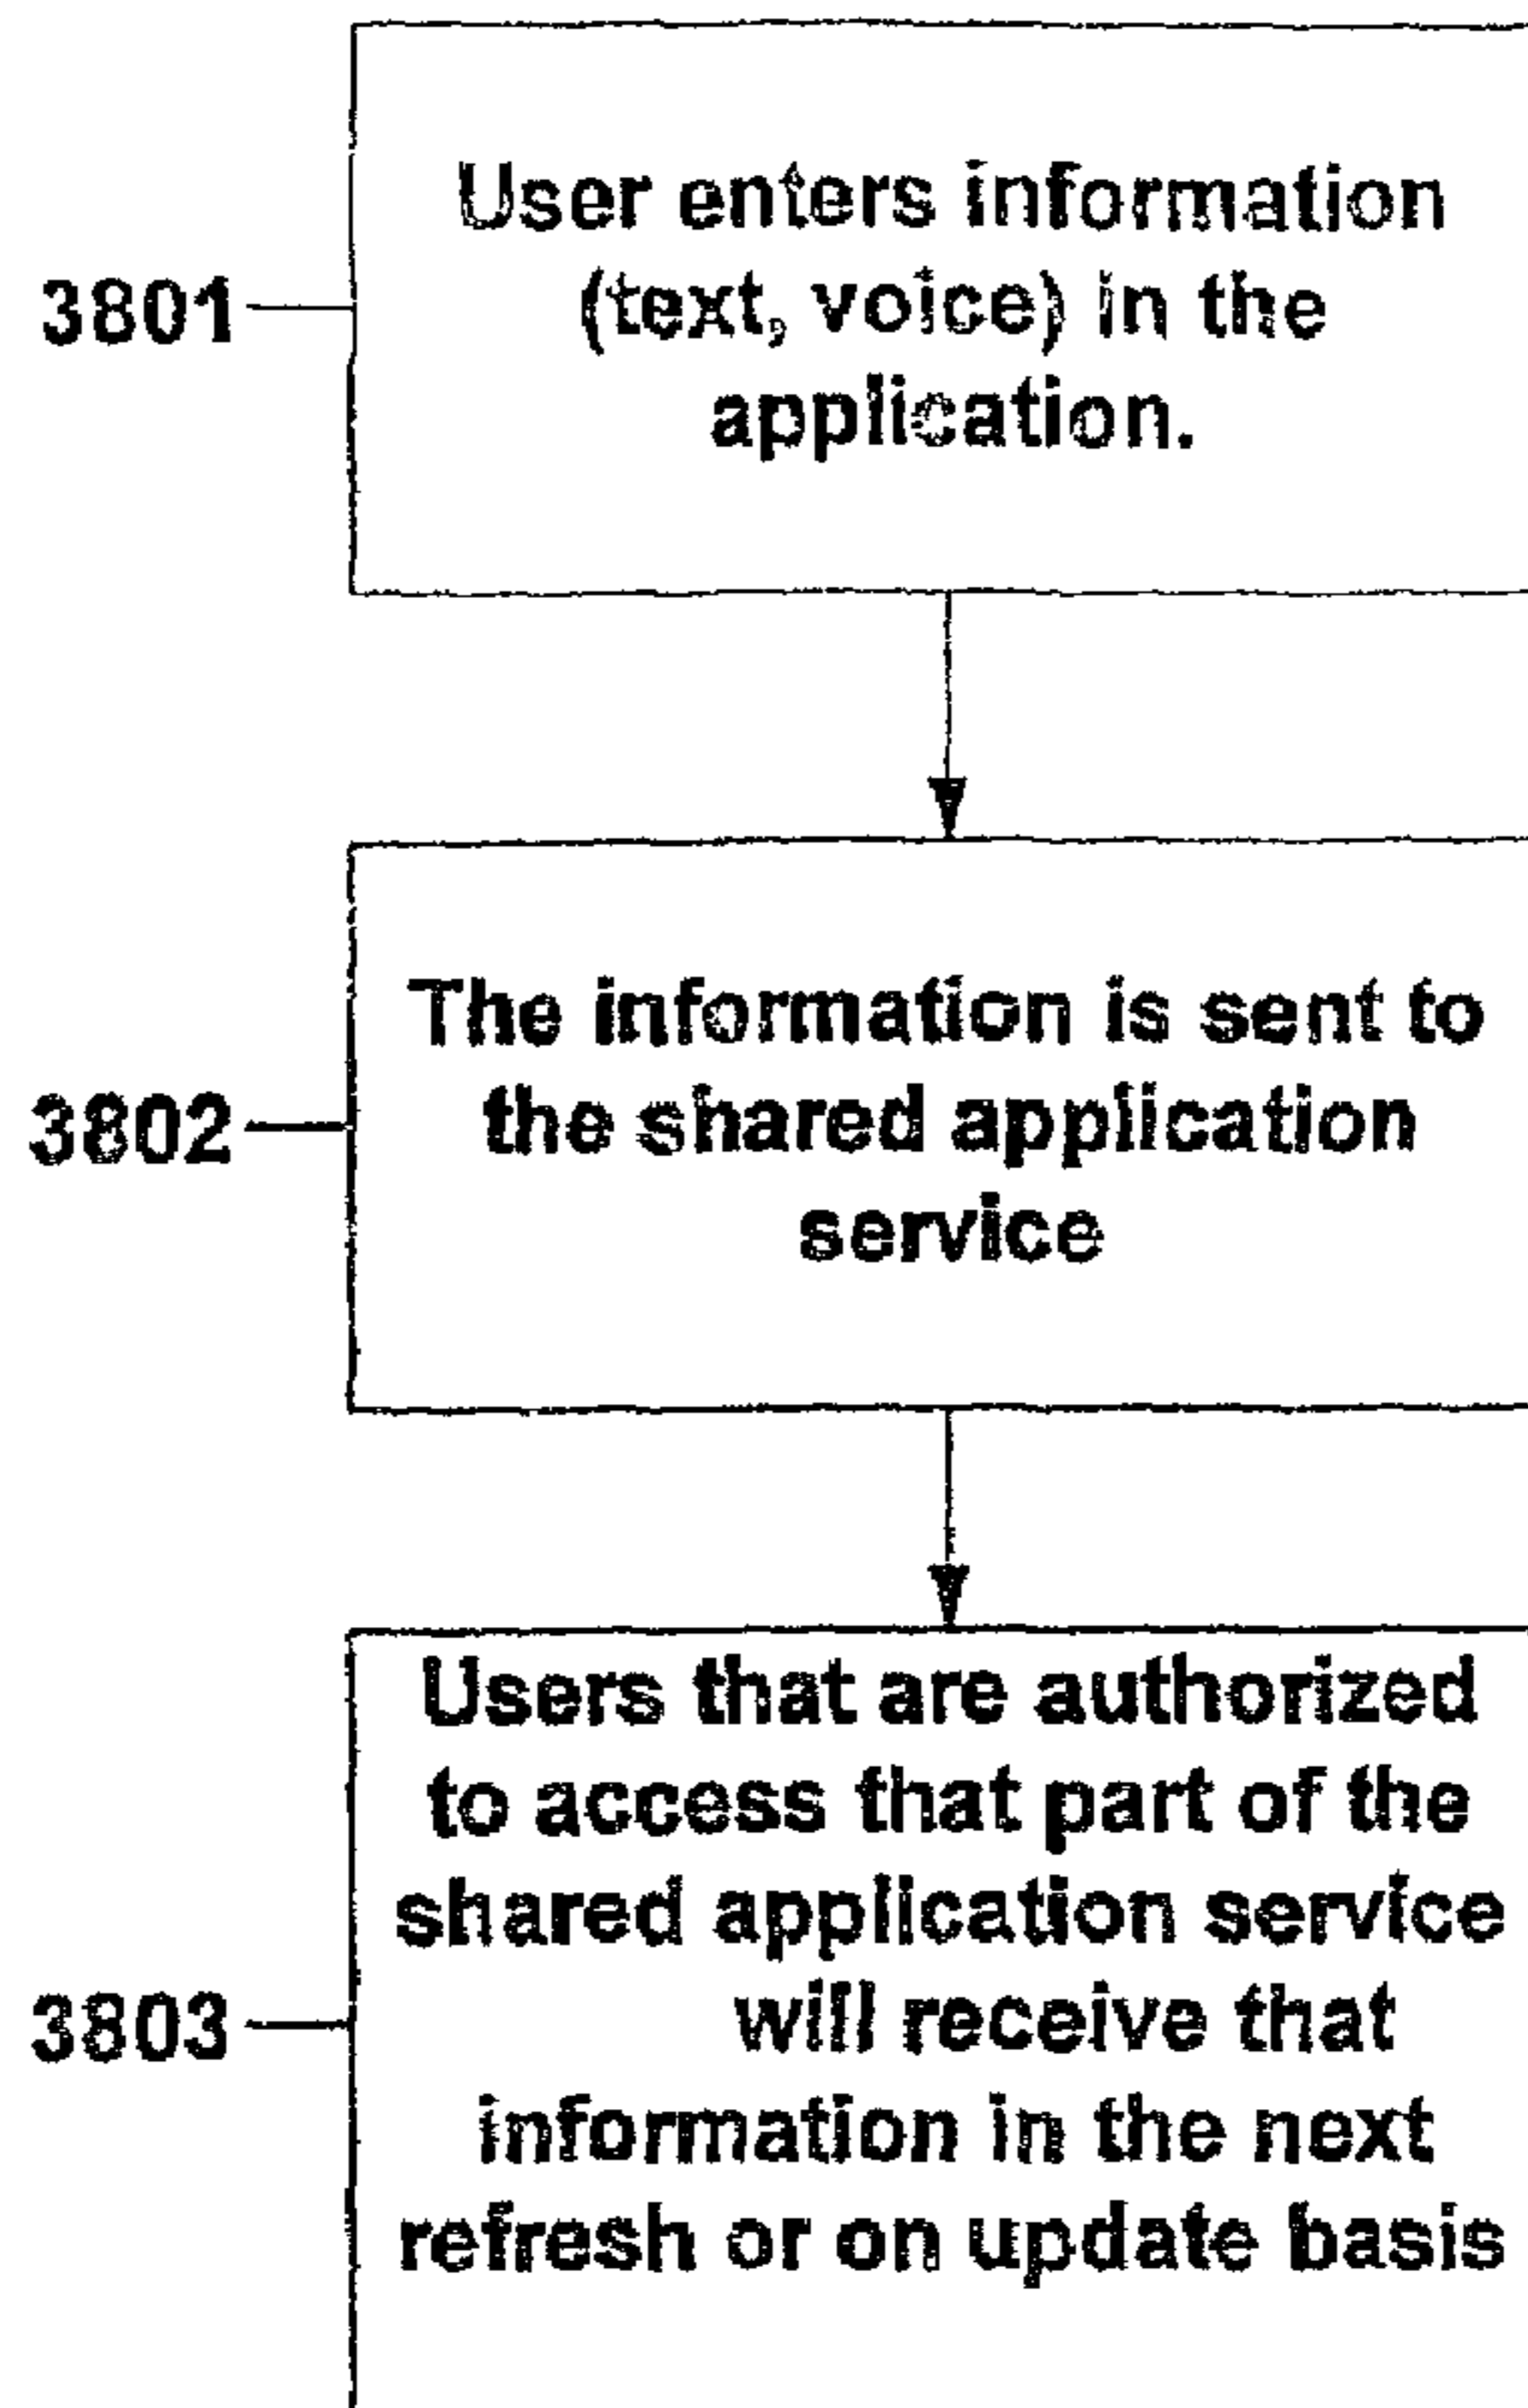 User enters information
(text, voice) in the
application.
3801
The information is sent to
the shared application
service
3802
Users that are authorized
to access that part of the
shared application service
will receive that
information in the next
refresh or on update basis
3803